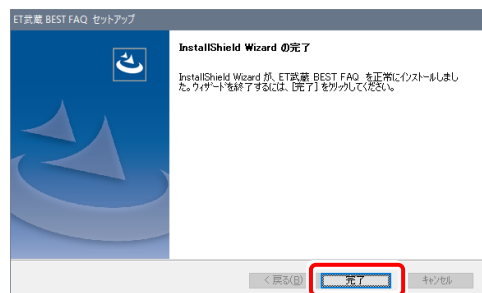 ET武蔵 BEST FAQ セットアップ
InstallShield Wizard の完了
InstallShield Wizard が、ET武蔵 BEST FAQ を正常にインストールしまし
た。ウィザードを終了するには、[完了] をクリックしてください。
< 戻る(B) 完了 キャンセル